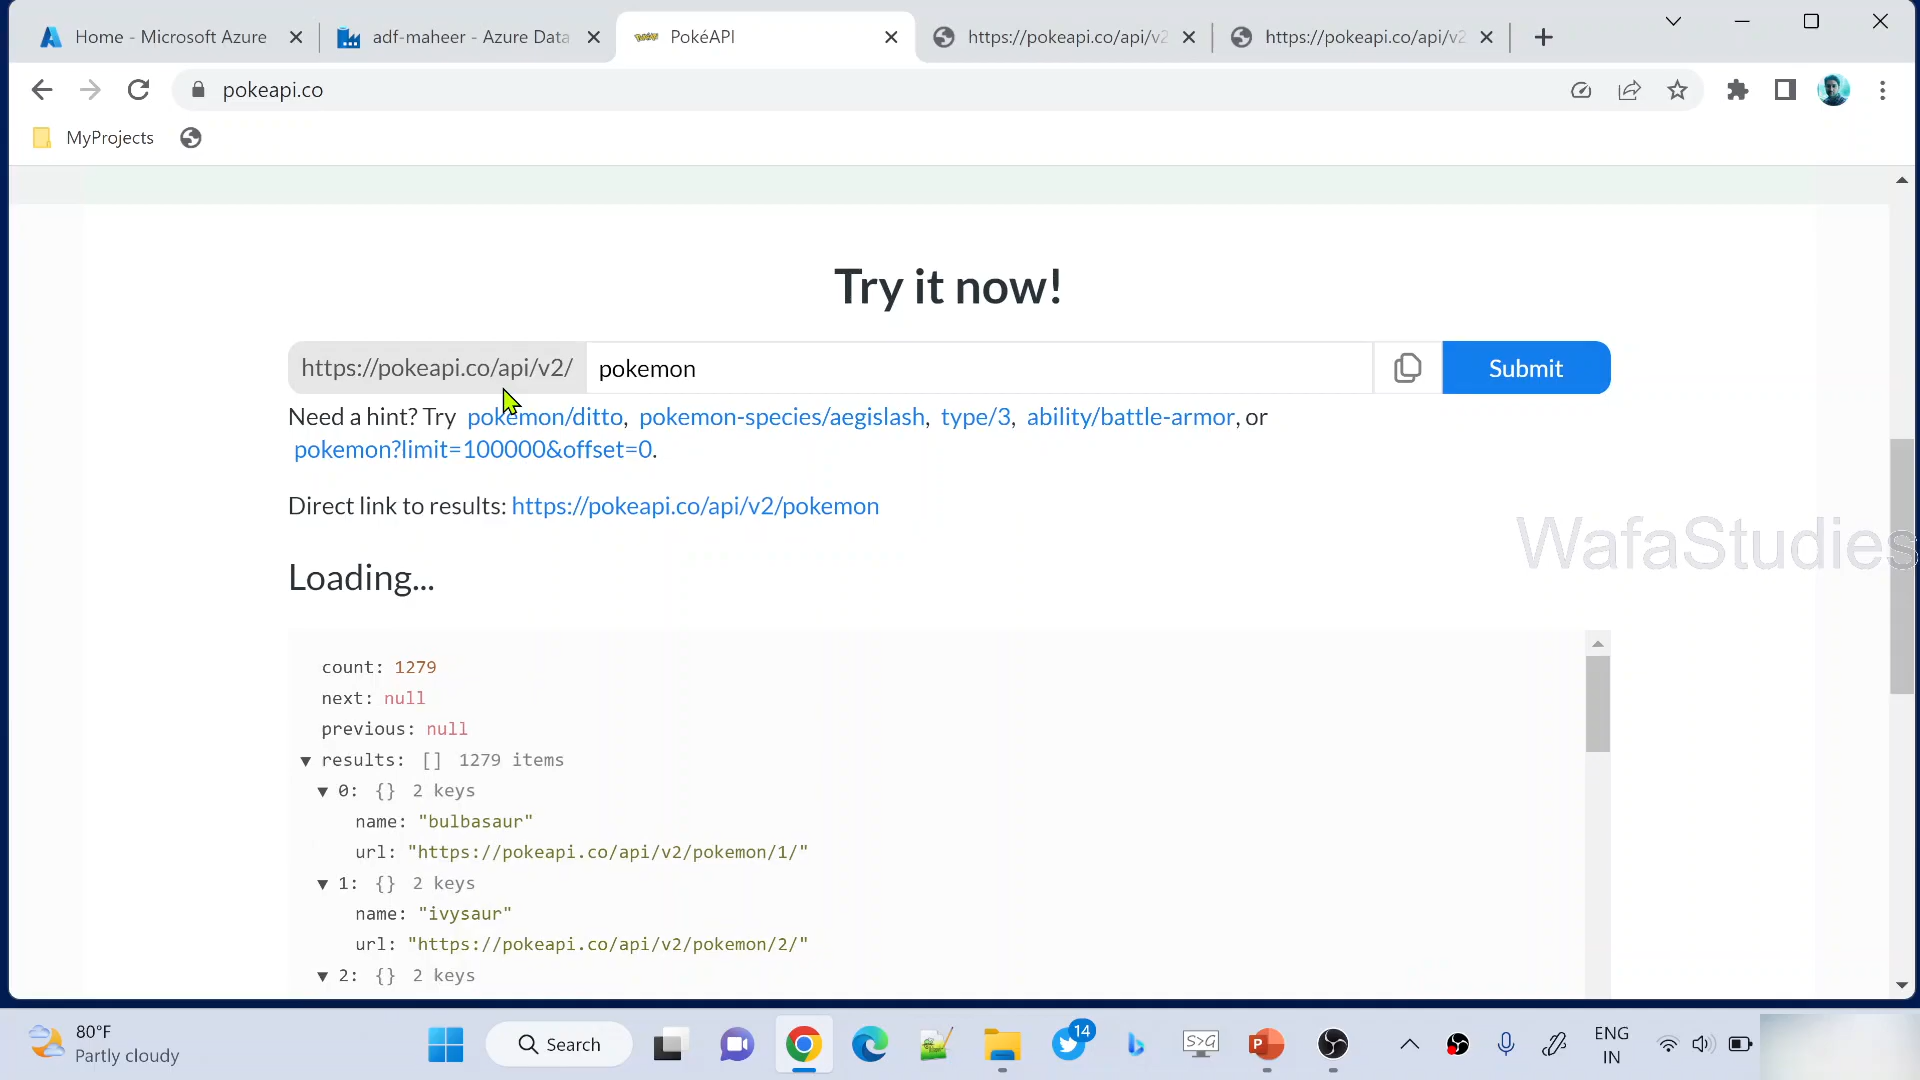 Home - Microsoft Azure
adf-maheer - Azure Data
PokéAPI
https://pokeapi.co/api/v2
https://pokeapi.co/api/v2
pokeapi.co
MyProjects
Try it now!
https://pokeapi.co/api/v2/ pokemon Submit
Need a hint? Try pokemon/ditto, pokemon-species/aegislash, type/3, ability/battle-armor, or
pokemon?limit=100000&offset=0.
Direct link to results: https://pokeapi.co/api/v2/pokemon
WafaStudies
Loading...
count: 1279
next: null
previous: null
results: [] 1279 items
0: {} 2 keys
name: "bulbasaur"
url: "https://pokeapi.co/api/v2/pokemon/1/"
1: {} 2 keys
name: "ivysaur"
url: "https://pokeapi.co/api/v2/pokemon/2/"
2: {} 2 keys
80°F
Partly cloudy
Search
14
S>G
P
ENG
IN